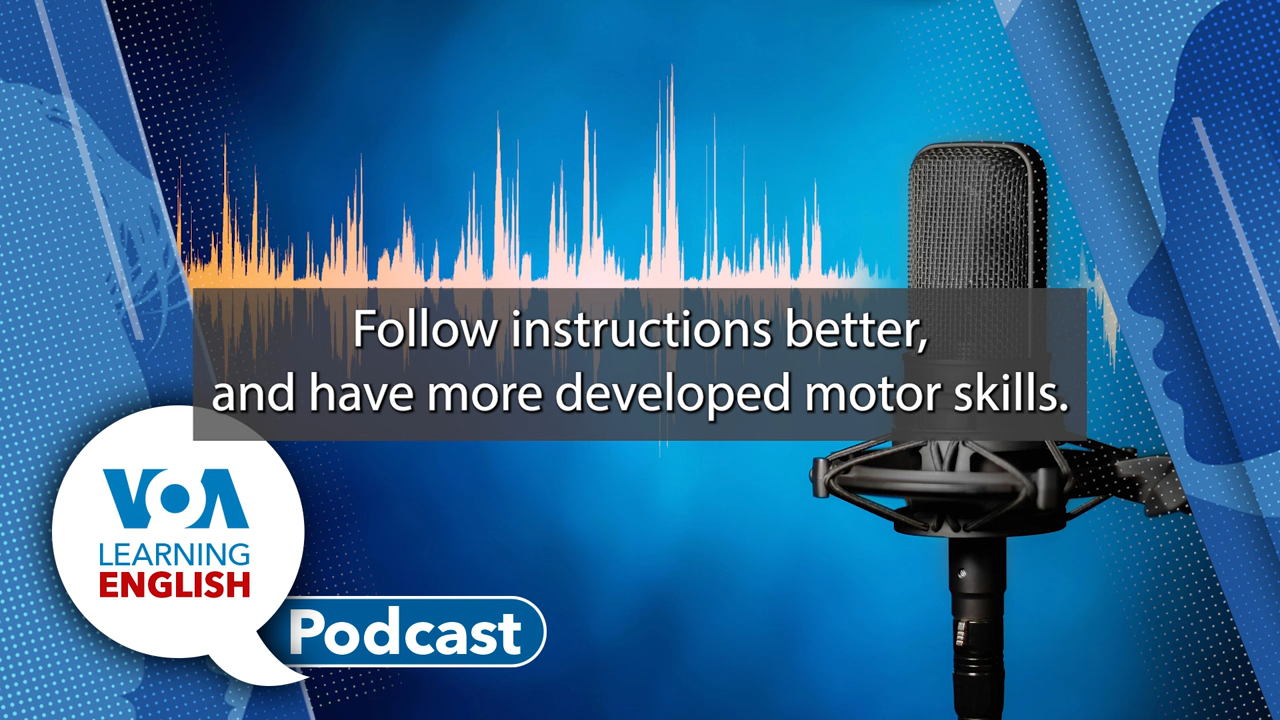 Follow instructions better,
and have more developed motor skills.
VOA
LEARNING
ENGLISH
Podcast